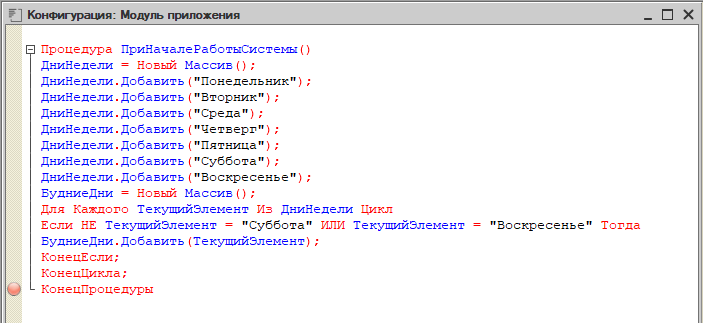 Конфигурация: Модуль приложения
Процедура ПриНачалеРаботыСистемы()
ДниНедели = Новый Массив();
ДниНедели.Добавить("Понедельник");
ДниНедели.Добавить("Вторник");
ДниНедели.Добавить("Среда");
ДниНедели.Добавить("Четверг");
ДниНедели.Добавить("Пятница");
ДниНедели.Добавить("Суббота");
ДниНедели.Добавить("Воскресенье");
БудниеДни = Новый Массив();
Для Каждого ТекущийЭлемент Из ДниНедели Цикл
Если НЕ ТекущийЭлемент = "Суббота" ИЛИ ТекущийЭлемент = "Воскресенье" Тогда
БудниеДни.Добавить(ТекущийЭлемент);
КонецЕсли;
КонецЦикла;
КонецПроцедуры